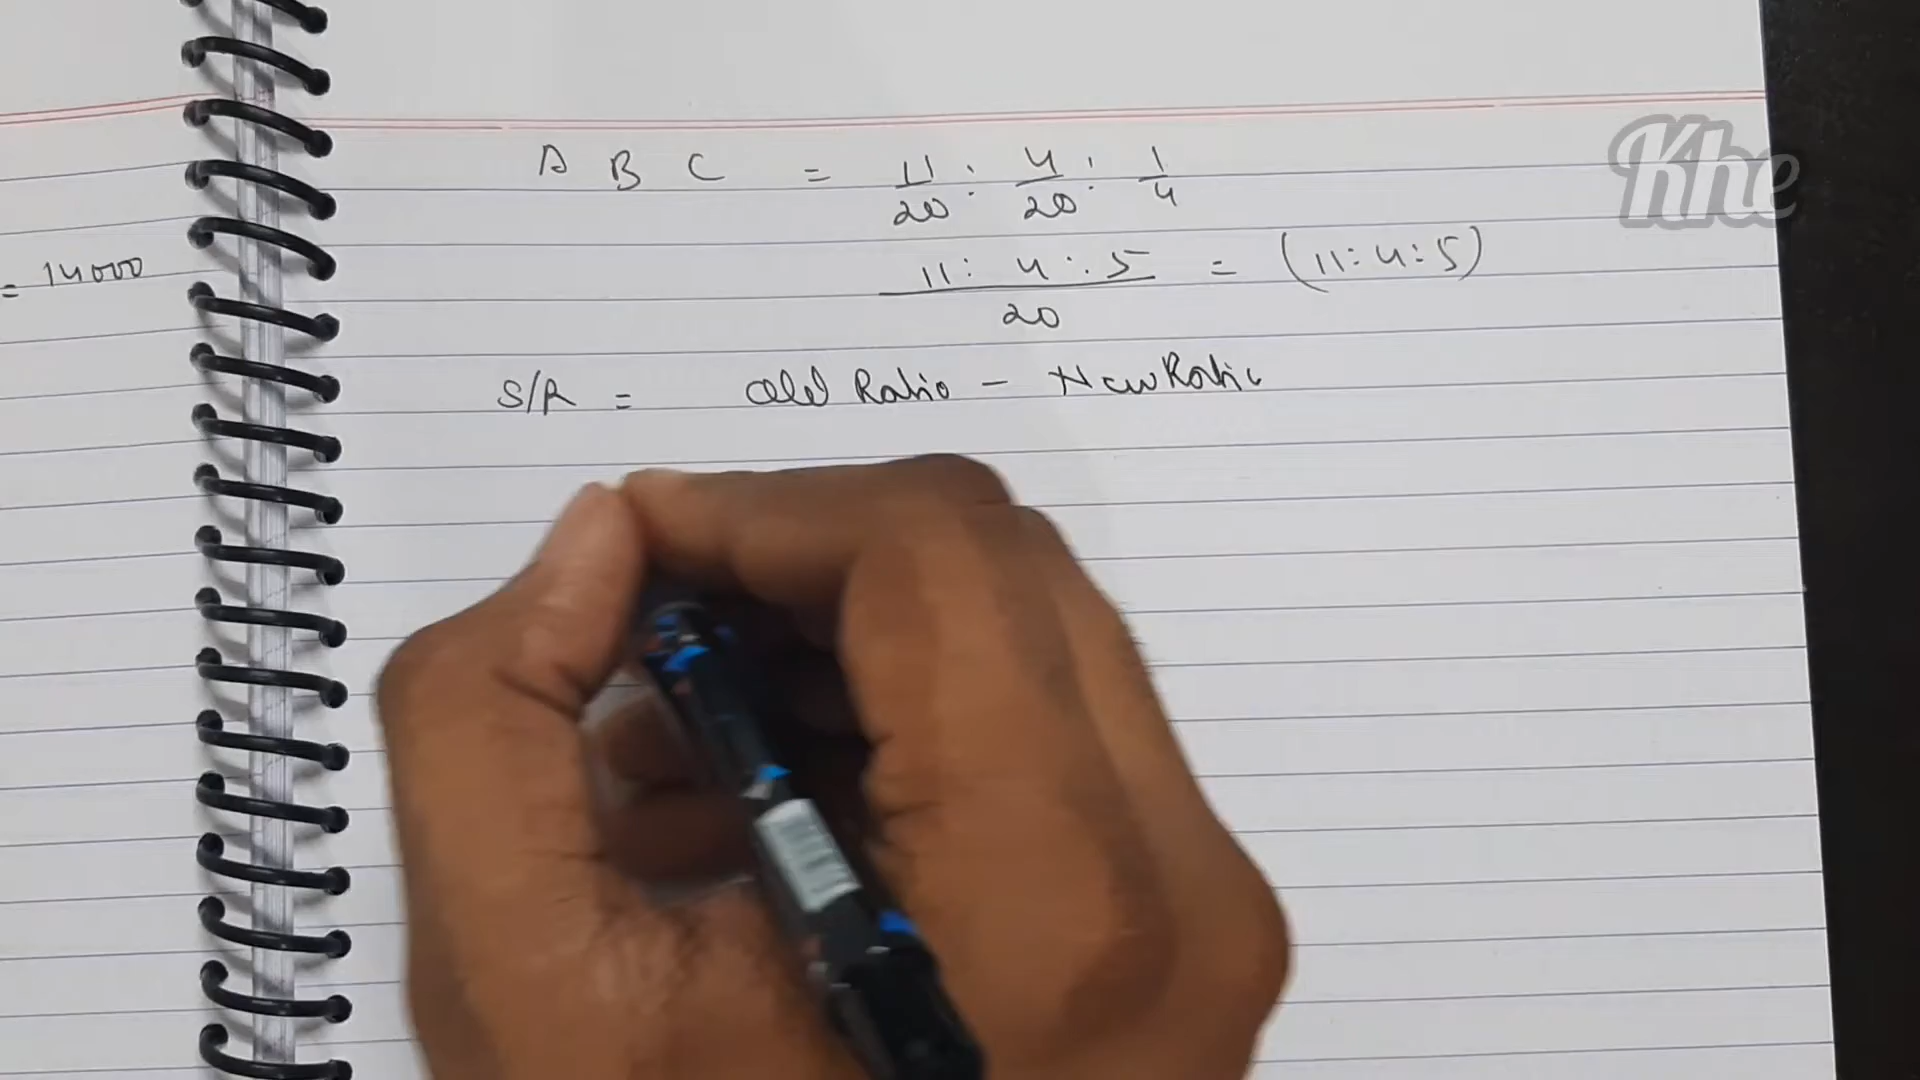 = 14000
A B C = 11/20 : 4/20 : 1/4
11 : 4 : 5 / 20 = (11:4:5)
S/R = Old Ratio - New Ratio
Khe